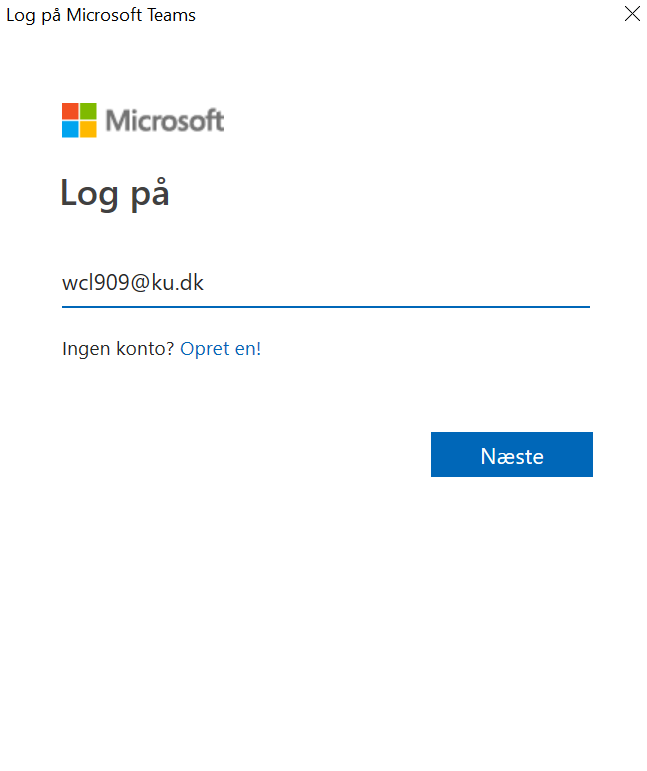 Log på Microsoft Teams
Microsoft
Log på
wcl909@ku.dk
Ingen konto? Opret en!
Næste